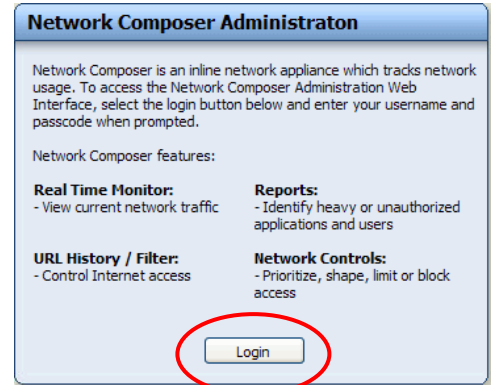 Network Composer Administraton
Network Composer is an inline network appliance which tracks network
usage. To access the Network Composer Administration Web
Interface, select the login button below and enter your username and
passcode when prompted.
Network Composer features:
Real Time Monitor:
- View current network traffic
Reports:
- Identify heavy or unauthorized
applications and users
URL History / Filter:
- Control Internet access
Network Controls:
- Prioritize, shape, limit or block
access
Login